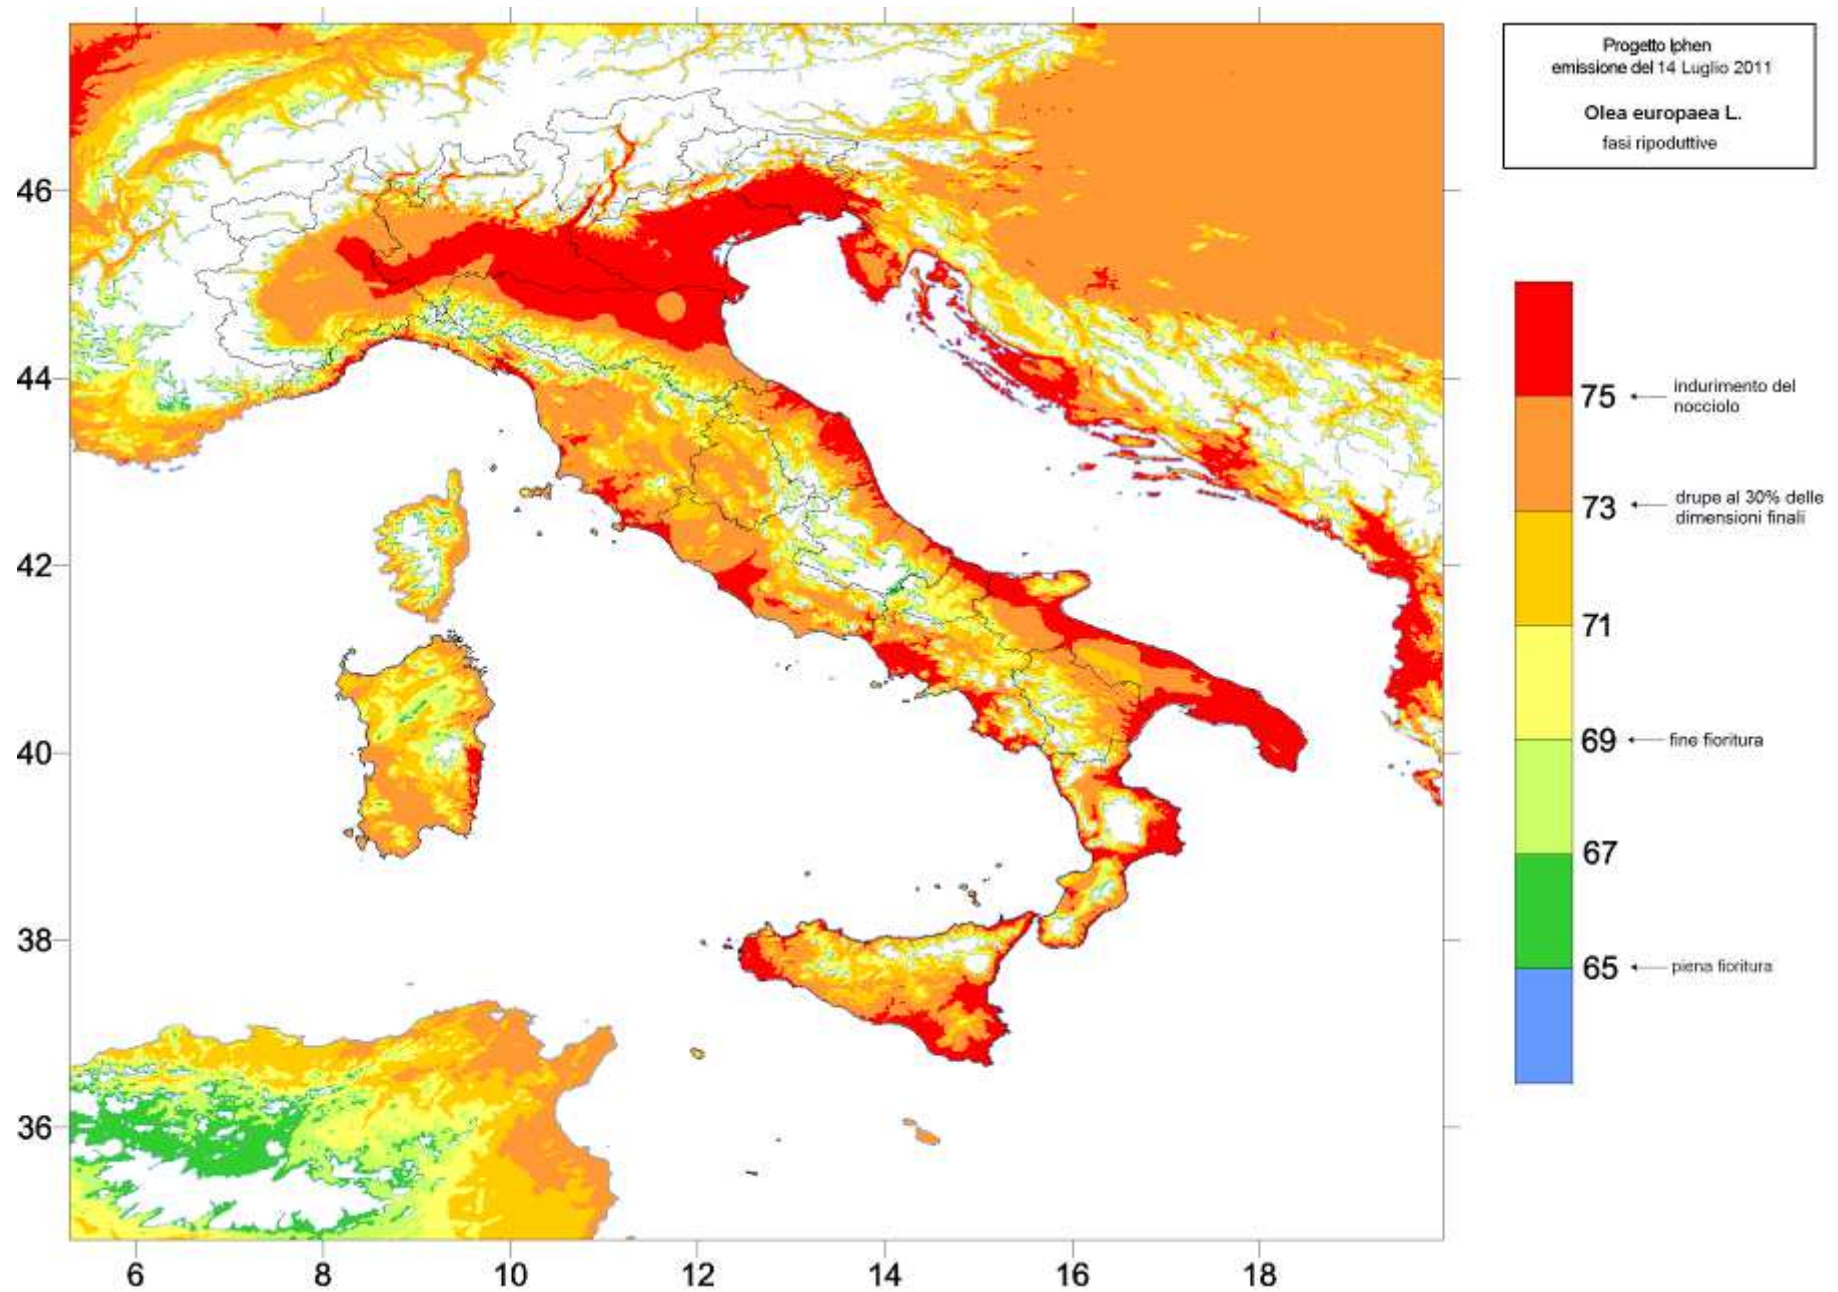 Progetto Iphen
emissione del 14 Luglio 2011
Olea europaea L.
fasi ripoduttive
46
44
42
40
38
36
6
8
10
12
14
16
18
75
indurimento del
nocciolo
73
drupe al 30% delle
dimensioni finali
71
69
fine fioritura
67
65
piena fioritura